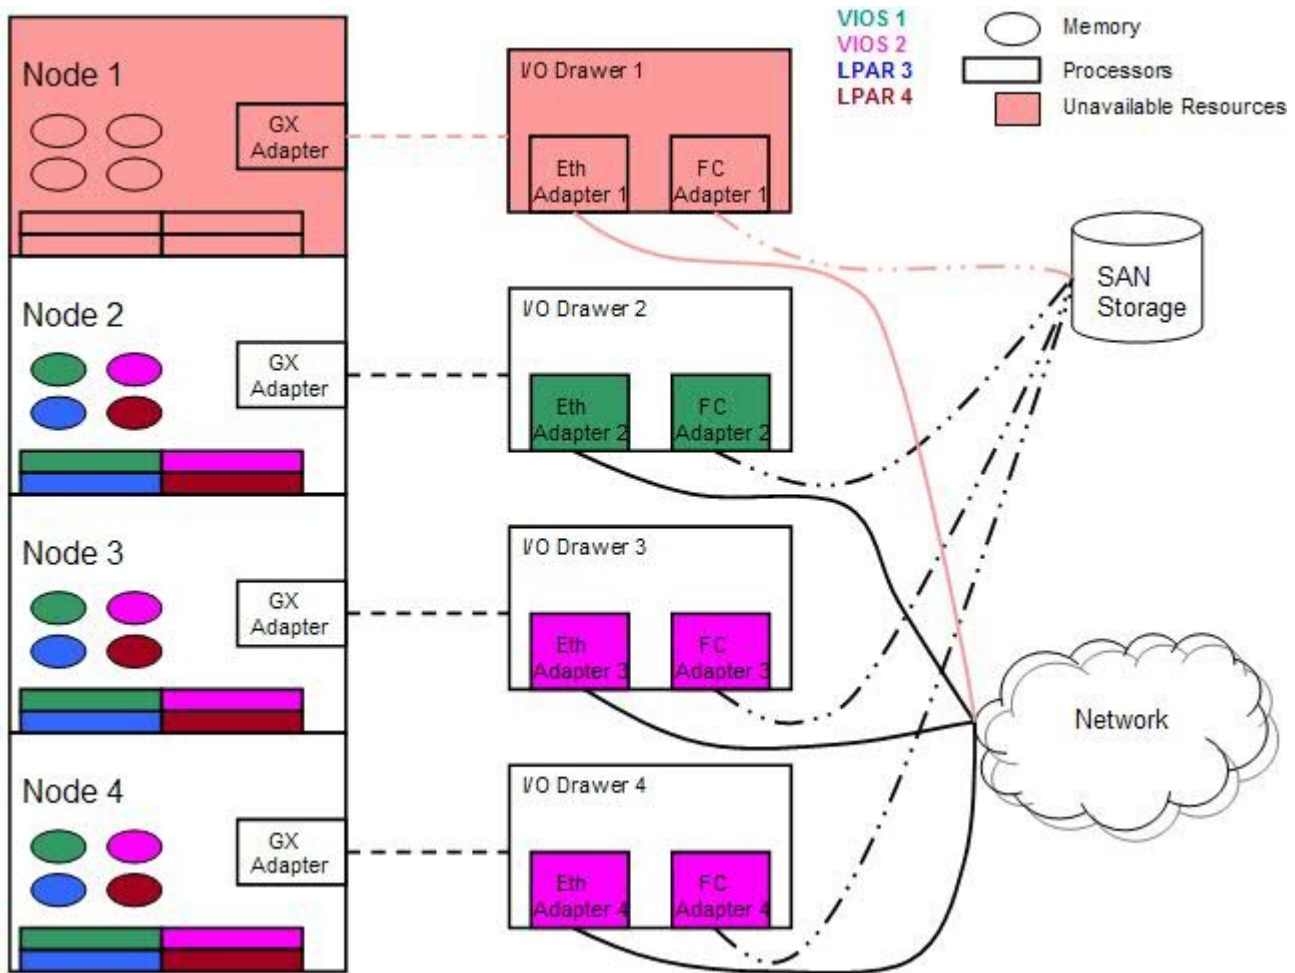 VIOS 1
VIOS 2
LPAR 3
LPAR 4
Memory
Processors
Unavailable Resources
Node 1
GX
Adapter
I/O Drawer 1
Eth
Adapter 1
FC
Adapter 1
SAN
Storage
Node 2
GX
Adapter
I/O Drawer 2
Eth
Adapter 2
FC
Adapter 2
Node 3
GX
Adapter
I/O Drawer 3
Eth
Adapter 3
FC
Adapter 3
Network
Node 4
GX
Adapter
I/O Drawer 4
Eth
Adapter 4
FC
Adapter 4